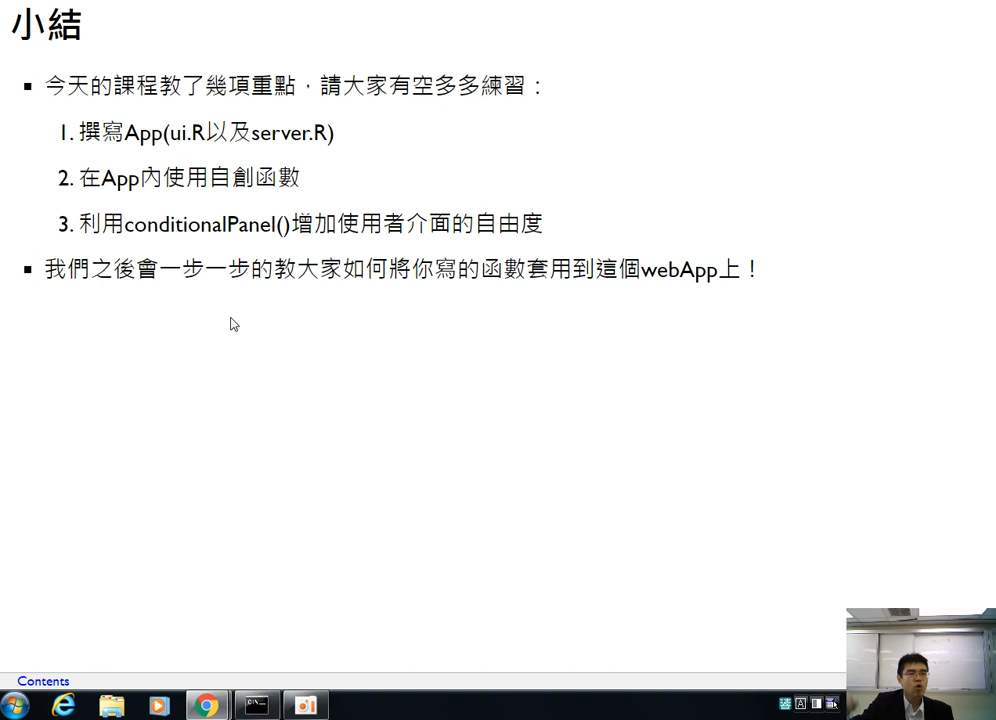 小結
▪ 今天的課程教了幾項重點，請大家有空多多練習：
1. 撰寫App(ui.R以及server.R)
2. 在App內使用自創函數
3. 利用conditionalPanel()增加使用者介面的自由度
▪ 我們之後會一步一步的教大家如何將你寫的函數套用到這個webApp上！
Contents